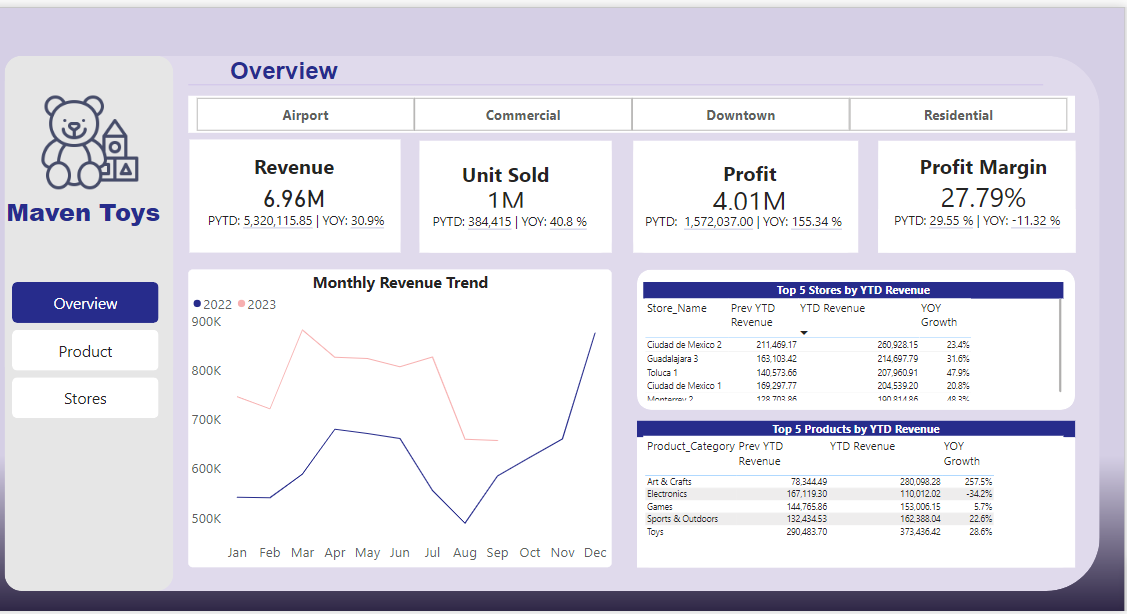 Overview
Airport Commercial Downtown Residential
Revenue
6.96M
PYTD: 5,320,115.85 | YOY: 30.9%
Unit Sold
1M
PYTD: 384,415 | YOY: 40.8 %
Profit
4.01M
PYTD: 1,572,037.00 | YOY: 155.34 %
Profit Margin
27.79%
PYTD: 29.55 % | YOY: -11.32 %
Maven Toys
Overview
Product
Stores
Monthly Revenue Trend
2022 2023
900K
800K
700K
600K
500K
Jan Feb Mar Apr May Jun Jul Aug Sep Oct Nov Dec
Top 5 Stores by YTD Revenue
Store_Name Prev YTD YTD Revenue YOY
Revenue Growth
Ciudad de Mexico 2 211,469.17 260,928.15 23.4%
Guadalajara 3 163,103.42 214,697.79 31.6%
Toluca 1 140,573.66 207,960.91 47.9%
Ciudad de Mexico 1 169,297.77 204,539.20 20.8%
Monterrey 2 128,703.86 190,814.86 48.3%
Top 5 Products by YTD Revenue
Product_Category Prev YTD YTD Revenue YOY
Revenue Growth
Art & Crafts 78,344.49 280,098.28 257.5%
Electronics 167,119.30 110,012.02 -34.2%
Games 144,765.86 153,006.15 5.7%
Sports & Outdoors 132,434.53 162,388.04 22.6%
Toys 290,483.70 373,436.42 28.6%